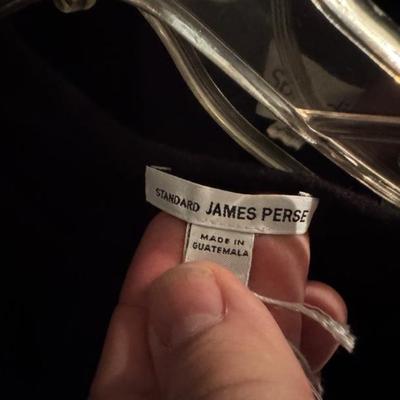 STANDARD JAMES PERSE
MADE IN
GUATEMALA